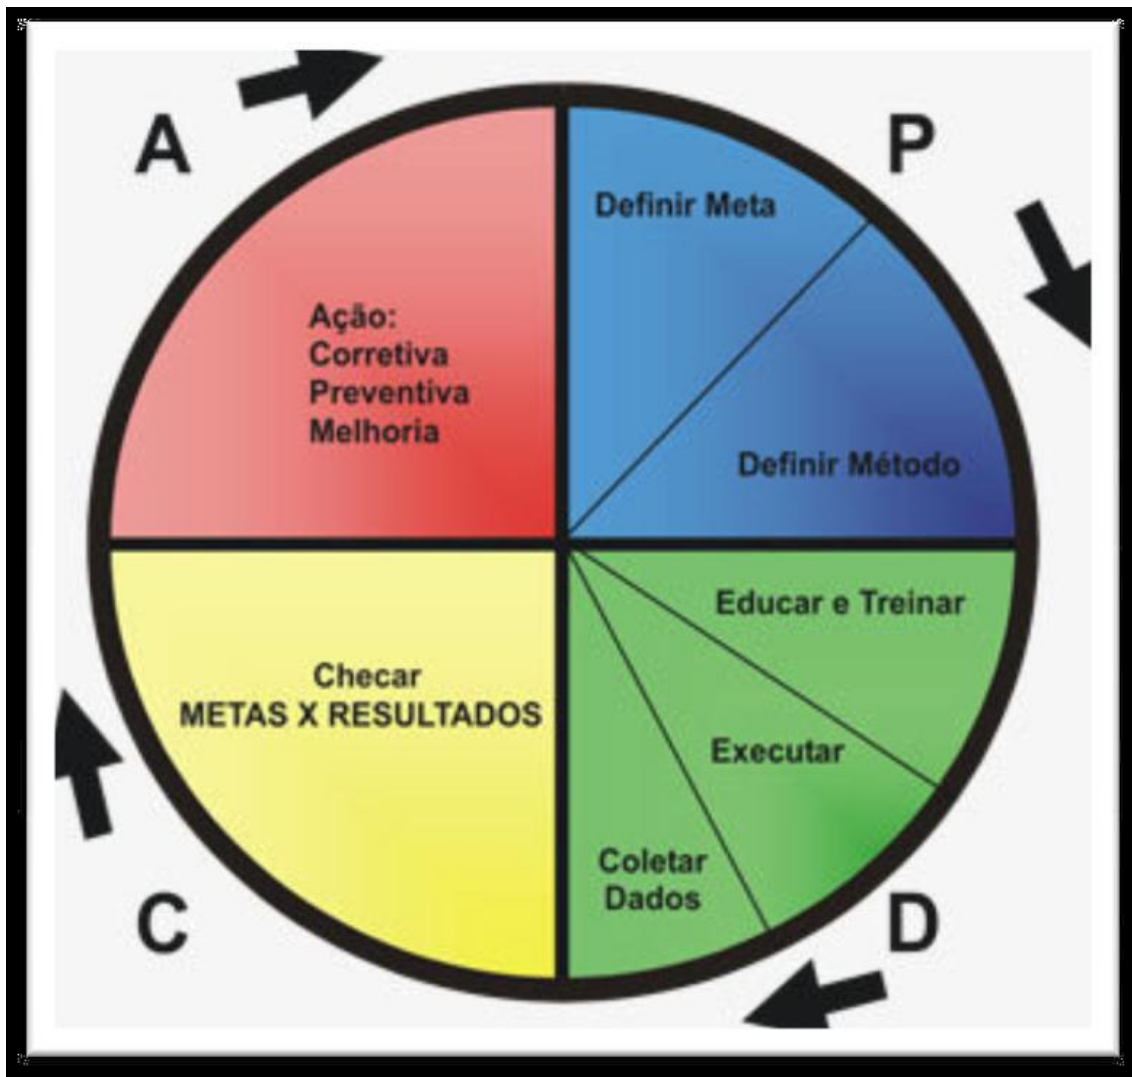 A
P
Definir Meta
Ação:
Corretiva
Preventiva
Melhoria
Definir Método
Educar e Treinar
Checar
METAS X RESULTADOS
Executar
Coletar
Dados
C
D